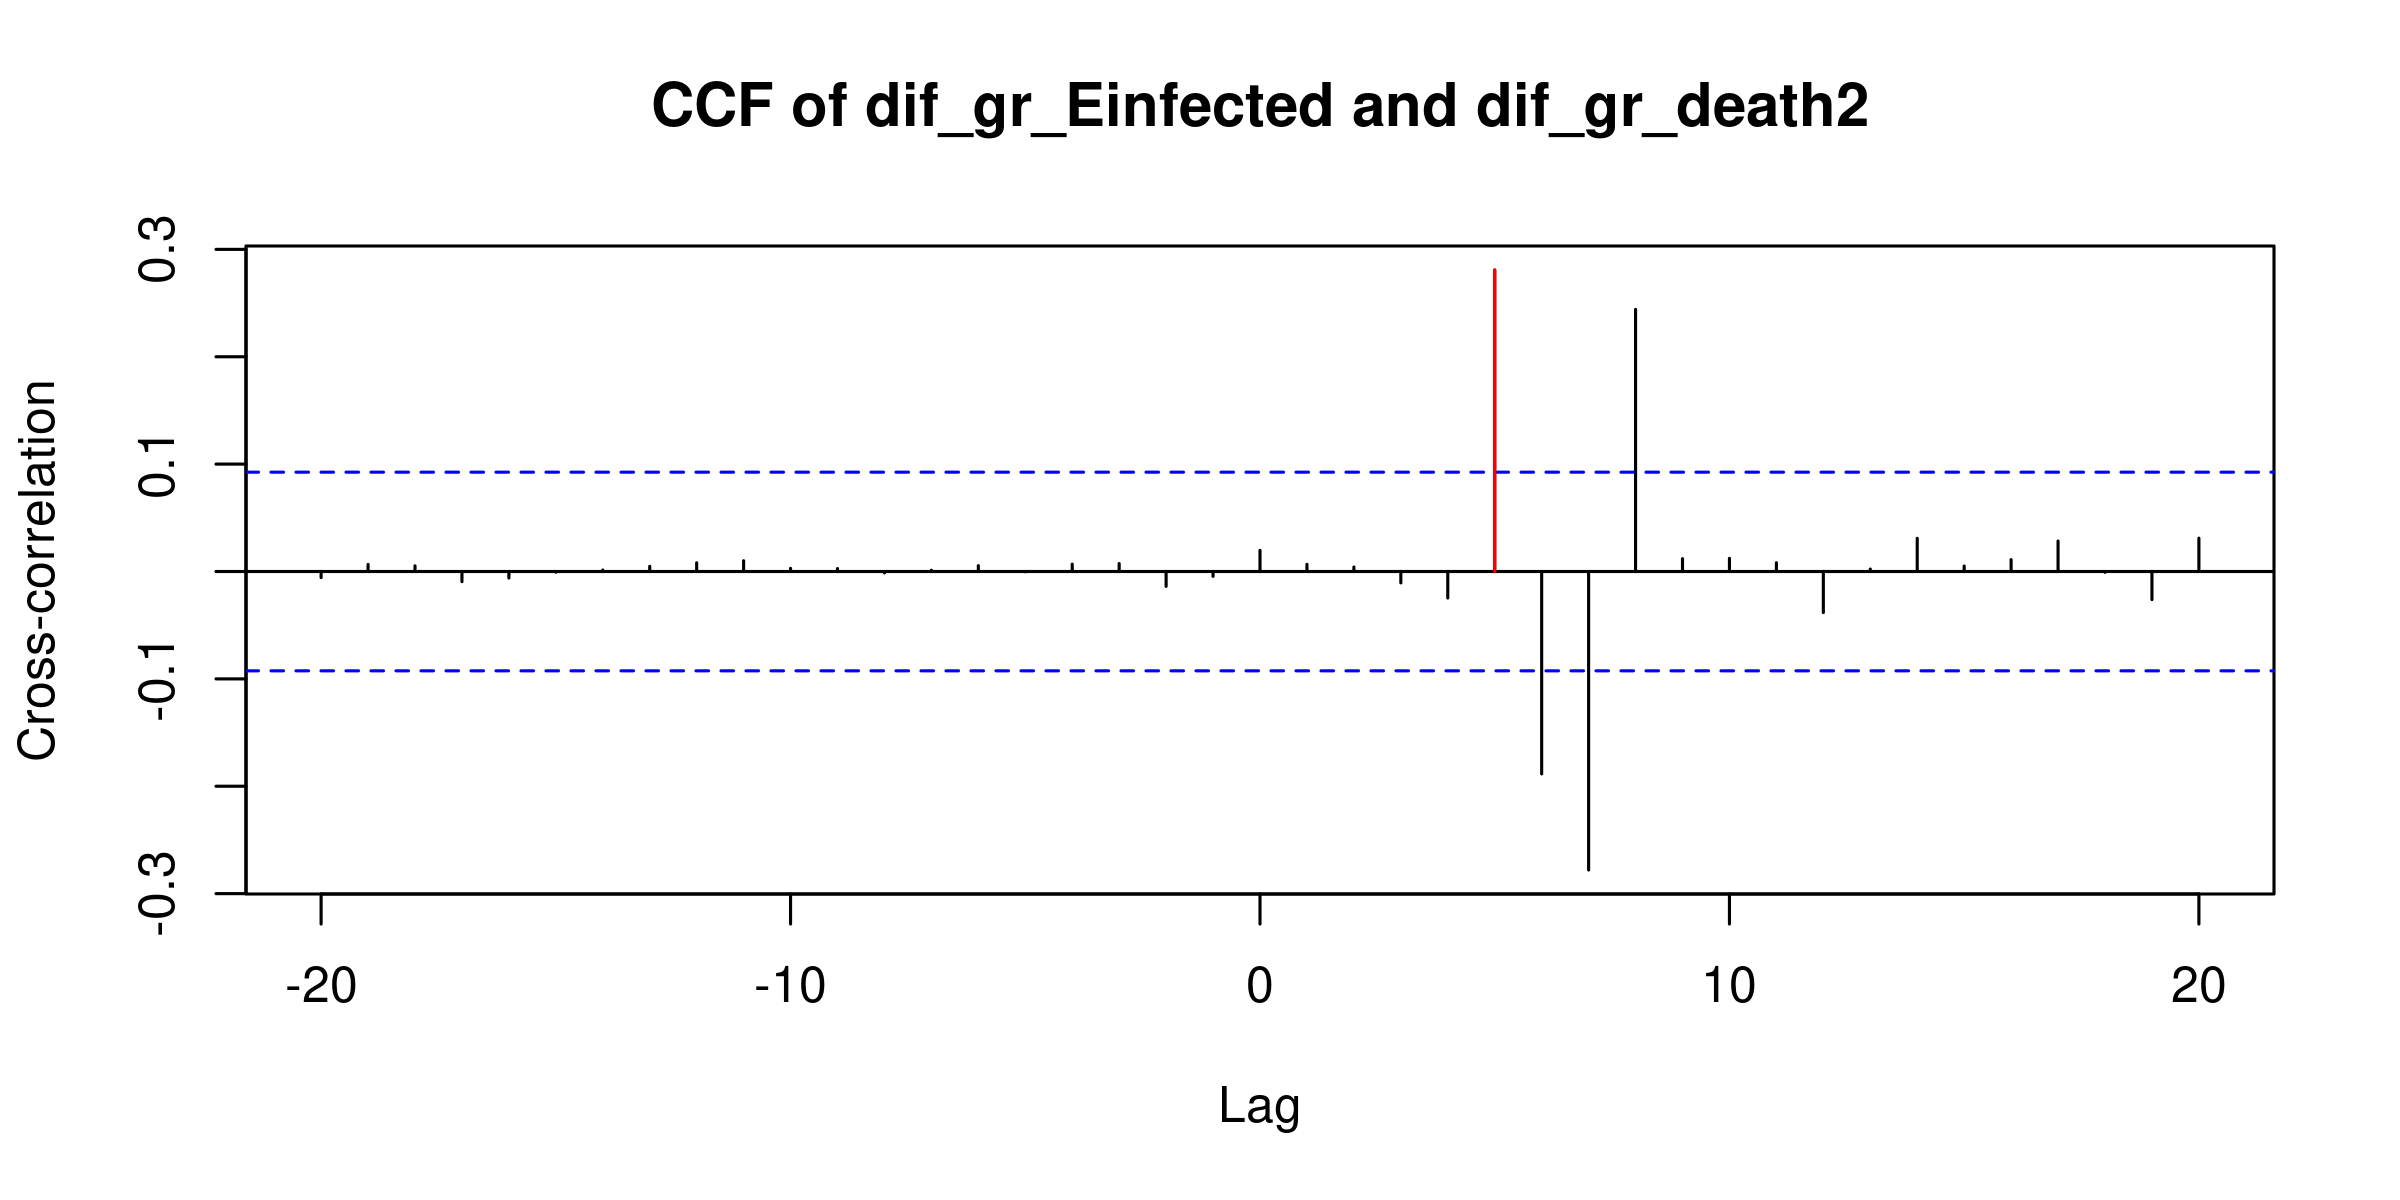 CCF of dif_gr_Einfected and dif_gr_death2
Cross-correlation
0.3
0.1
-0.1
-0.3
-20 -10 0 10 20
Lag